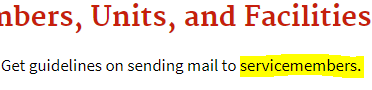 mbers, Units, and Facilities
Get guidelines on sending mail to servicemembers.